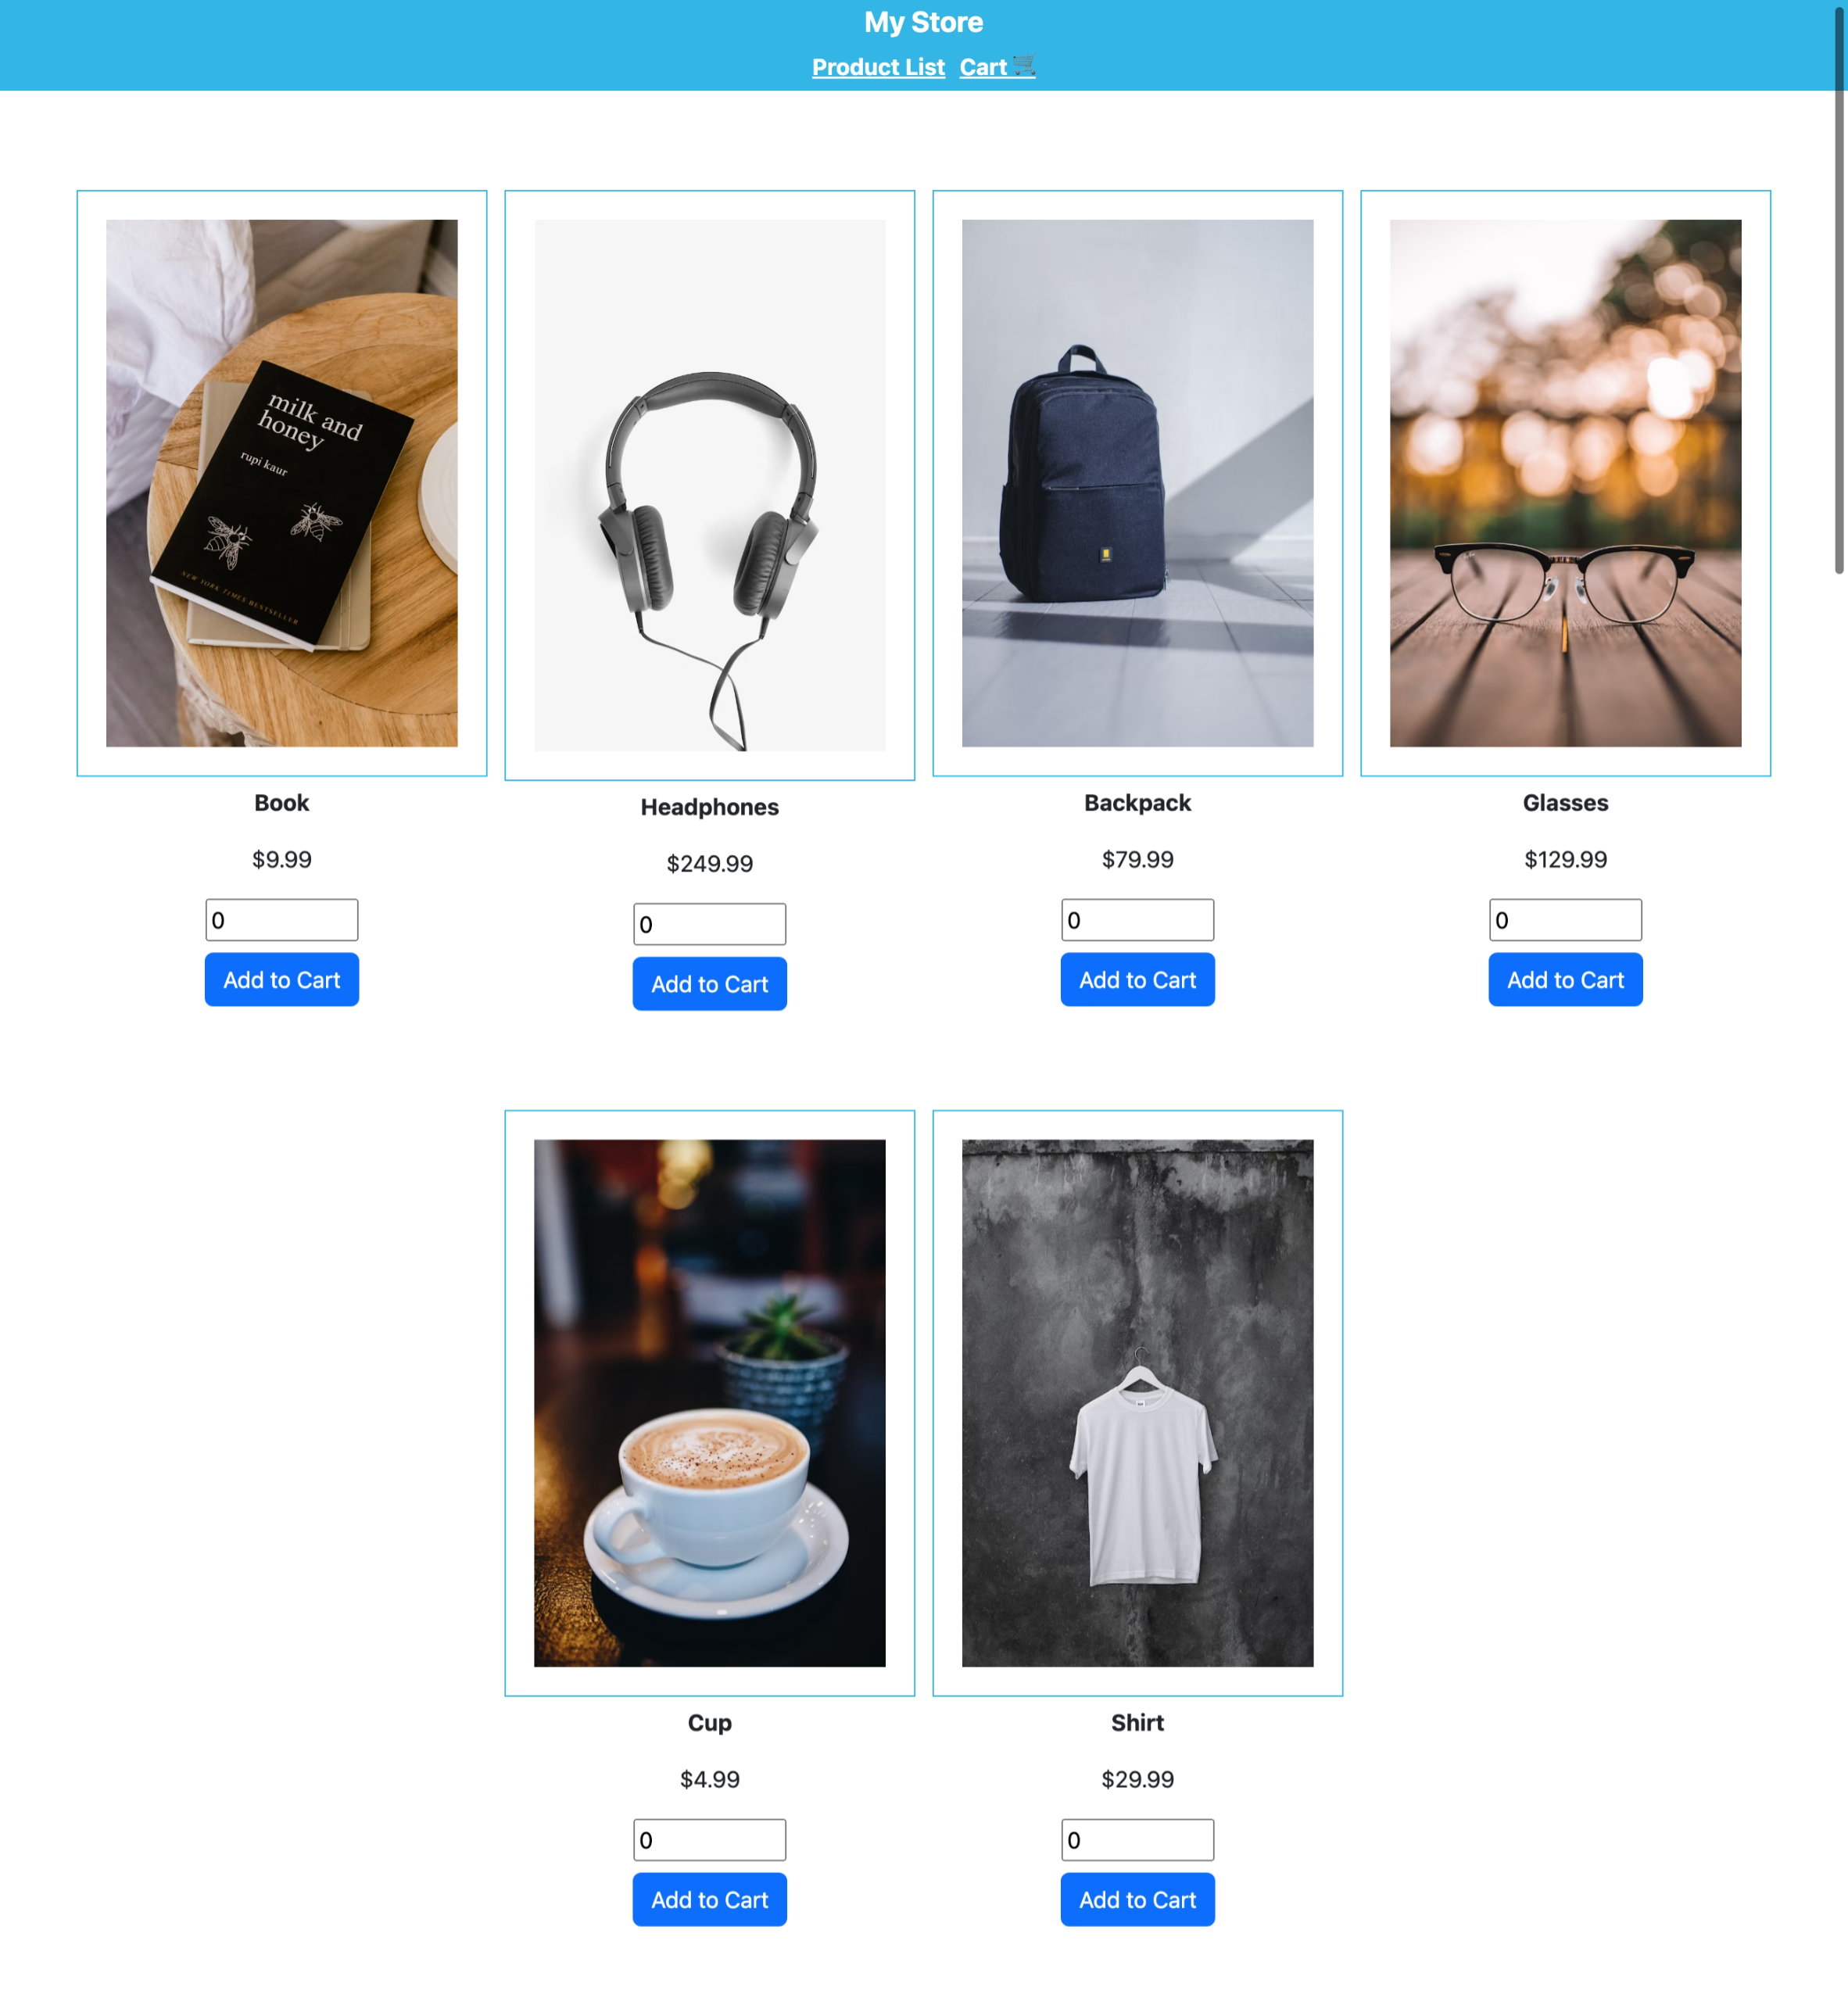 My Store
Product List Cart 🛒
milk and
honey
rupi kaur
NEW YORK TIMES BESTSELLER
Book
$9.99
0
Add to Cart
Headphones
$249.99
0
Add to Cart
Backpack
$79.99
0
Add to Cart
Glasses
$129.99
0
Add to Cart
Cup
$4.99
0
Add to Cart
Shirt
$29.99
0
Add to Cart